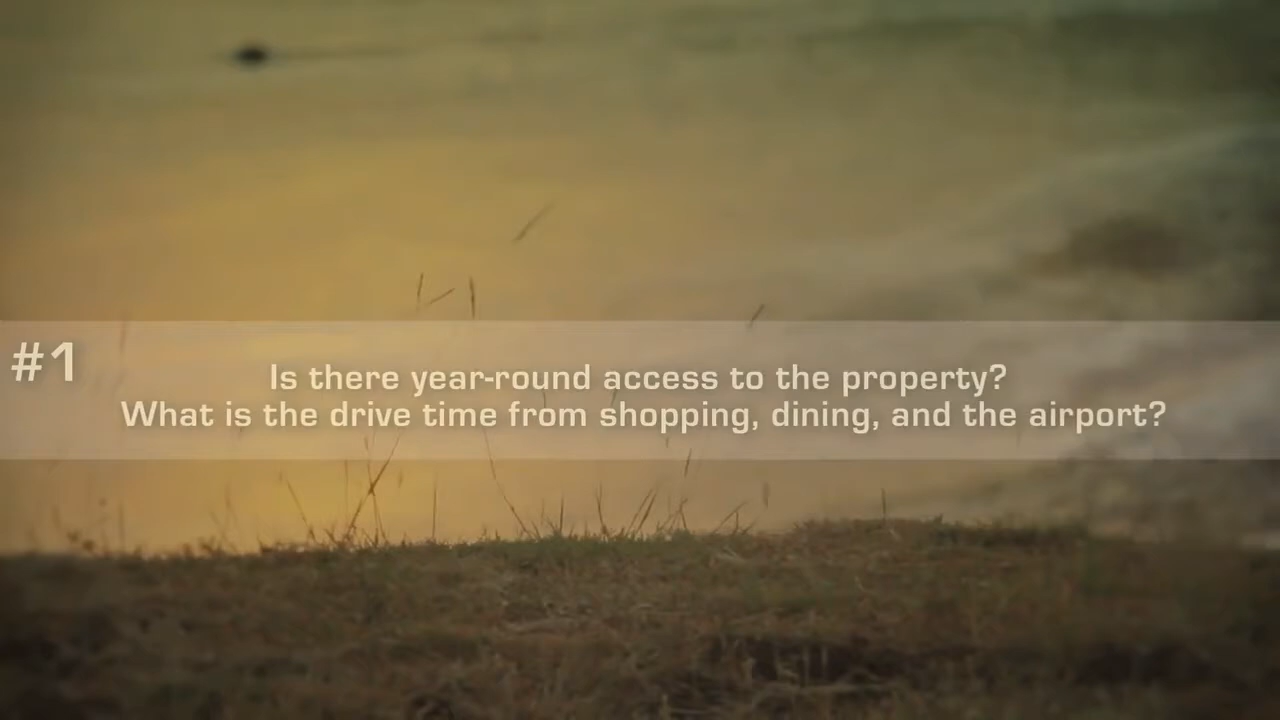 #1
Is there year-round access to the property?
What is the drive time from shopping, dining, and the airport?